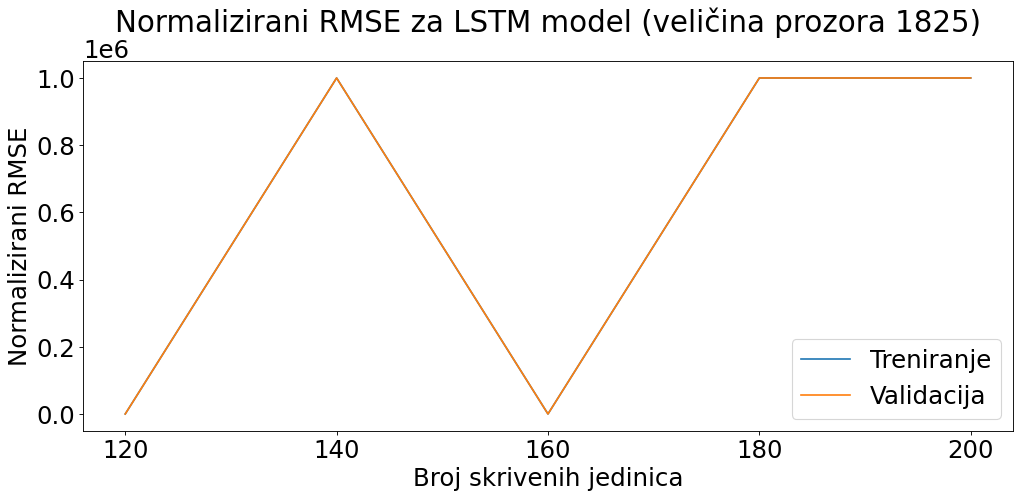 Normalizirani RMSE za LSTM model (veličina prozora 1825)
1e6
1.0
0.8
0.6
0.4
0.2
0.0
Normalizirani RMSE
Treniranje
Validacija
120 140 160 180 200
Broj skrivenih jedinica